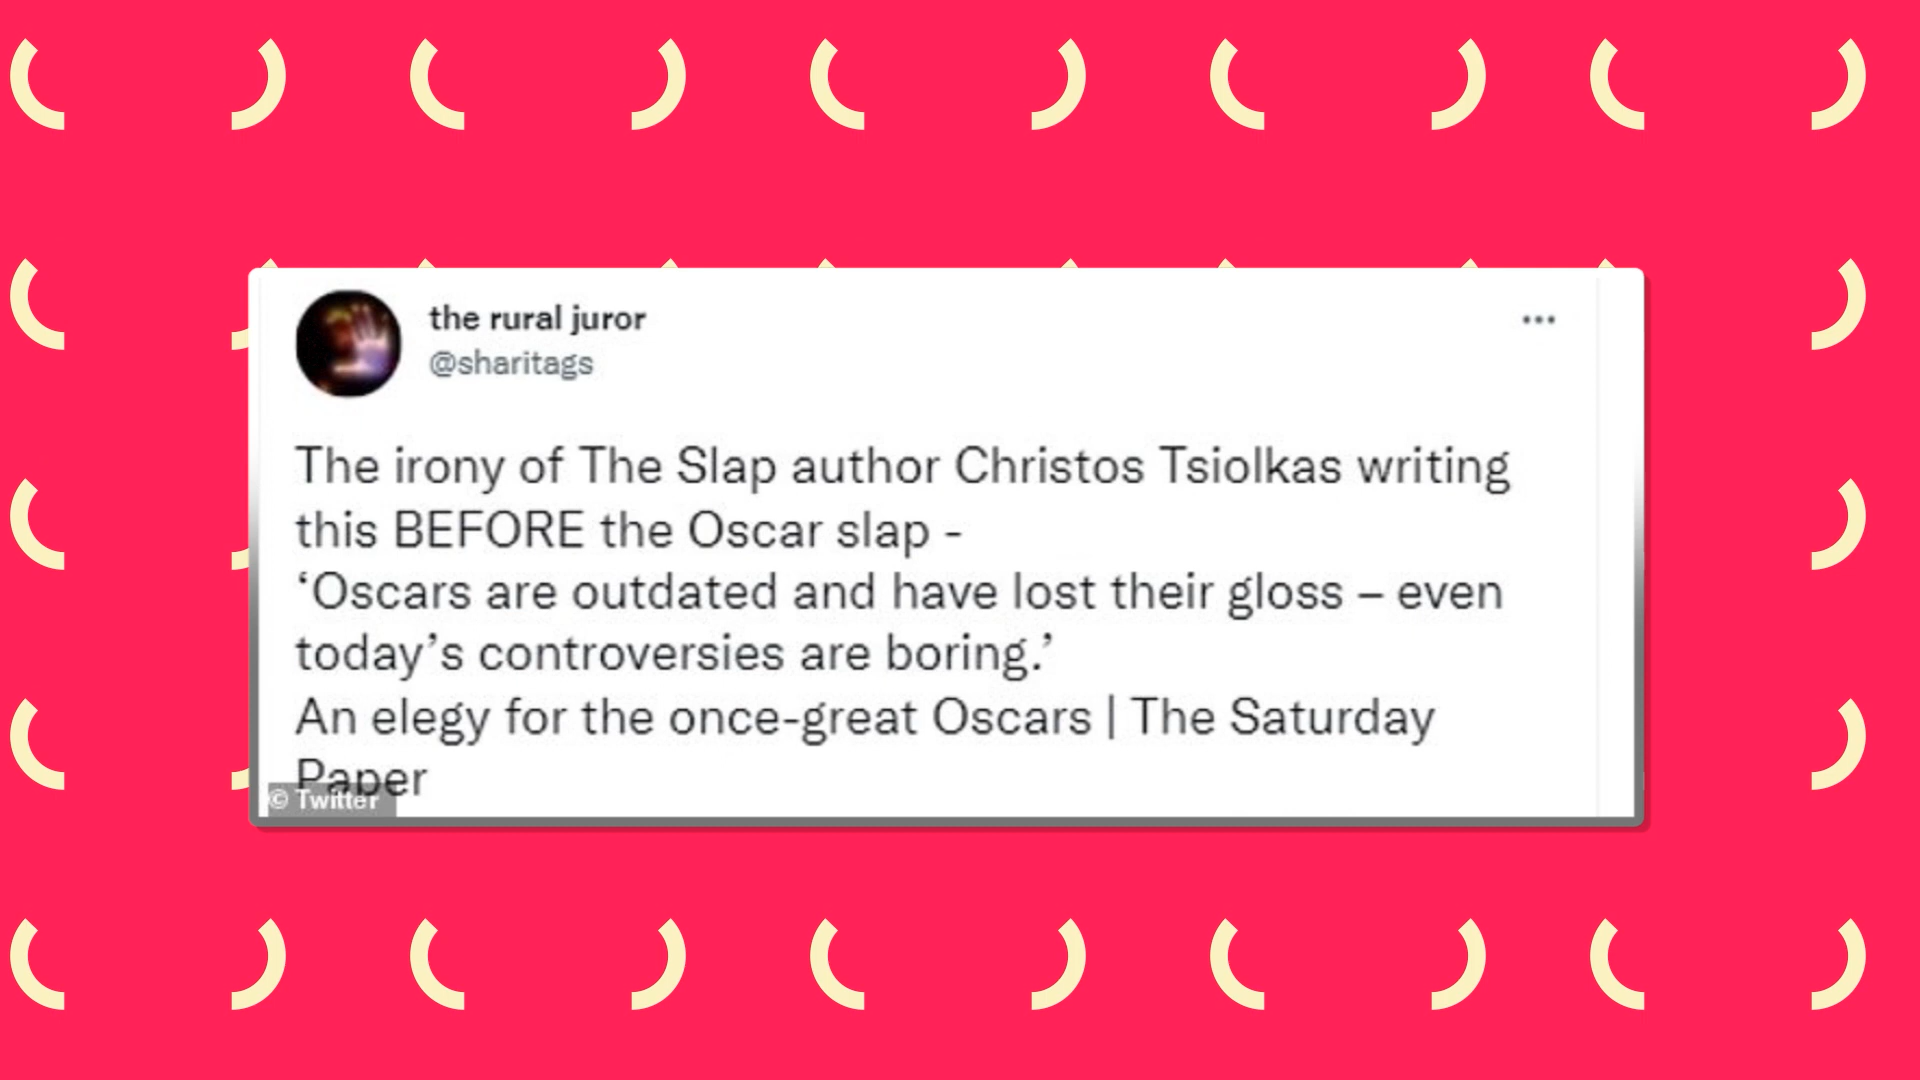 the rural juror
@sharitags
The irony of The Slap author Christos Tsiolkas writing
this BEFORE the Oscar slap -
‘Oscars are outdated and have lost their gloss – even
today’s controversies are boring.’
An elegy for the once-great Oscars | The Saturday
Paper
© Twitter